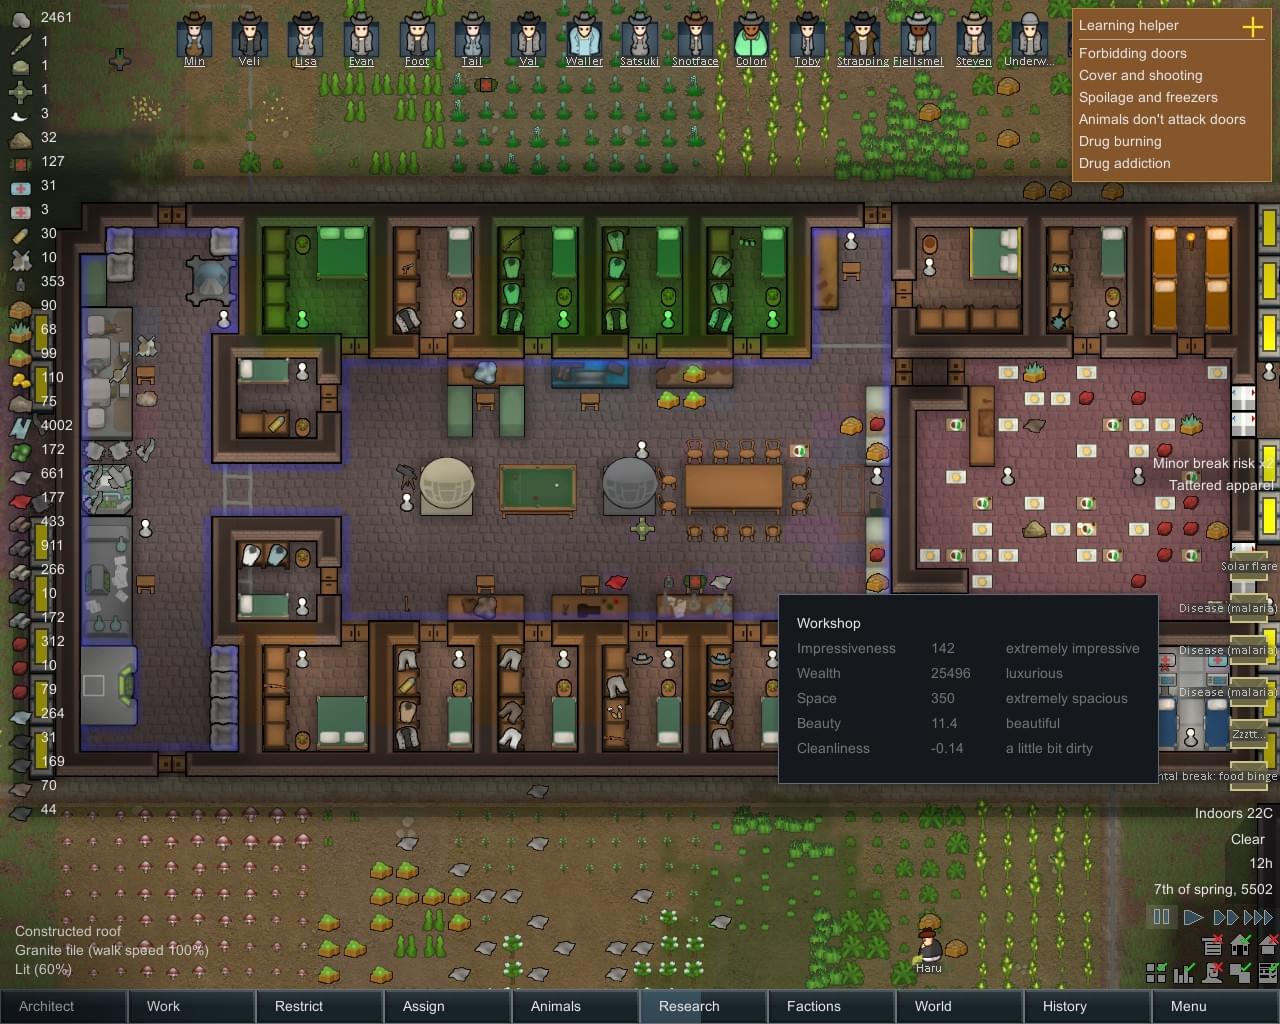 2461
1
1
1
3
32
127
31
3
30
10
353
90
68
99
110
75
4002
172
661
177
433
911
266
10
172
312
10
79
264
31
169
70
44
Min
Veli
Lisa
Evan
Foot
Tail
Val
Waller
Satsuki
Snotface
Colon
Toby
Strapping
Fjellsmel
Steven
Underw...
Learning helper
Forbidding doors
Cover and shooting
Spoilage and freezers
Animals don't attack doors
Drug burning
Drug addiction
Minor break risk x2
Tattered apparel
Solar flare
Disease (malaria)
Disease (malaria)
Disease (malaria)
Zzztt...
ntal break: food binge
Workshop
Impressiveness 142 extremely impressive
Wealth 25496 luxurious
Space 350 extremely spacious
Beauty 11.4 beautiful
Cleanliness -0.14 a little bit dirty
Indoors 22C
Clear
12h
7th of spring, 5502
Haru
Constructed roof
Granite tile (walk speed 100%)
Lit (60%)
Architect
Work
Restrict
Assign
Animals
Research
Factions
World
History
Menu